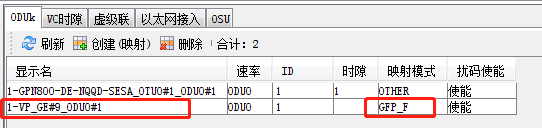 ODUk VC时隙 虚级联 以太网接入 OSU
刷新 创建(映射) 删除 合计: 2
显示名 速率 ID 时隙 映射模式 扰码使能
1-GPN800-DE-NQQD-SESA_OTU0#1_ODU0#1 ODU0 1 1 OTHER 使能
1-VP_GE#9_ODU0#1 ODU0 1 GFP_F 使能